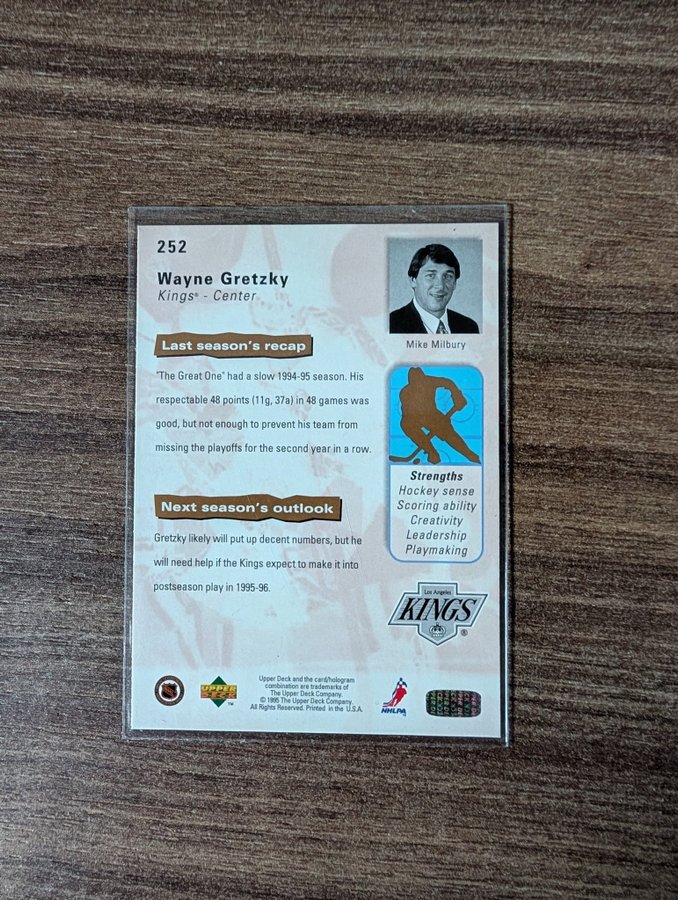 252
Wayne Gretzky
Kings® - Center
Mike Milbury
Last season's recap
"The Great One" had a slow 1994-95 season. His
respectable 48 points (11g, 37a) in 48 games was
good, but not enough to prevent his team from
missing the playoffs for the second year in a row.
Next season's outlook
Gretzky likely will put up decent numbers, but he
will need help if the Kings expect to make it into
postseason play in 1995-96.
Strengths
Hockey sense
Scoring ability
Creativity
Leadership
Playmaking
Los Angeles
KINGS
®
UPPER
DECK
™
Upper Deck and the card/hologram
combination are trademarks of
The Upper Deck Company.
© 1995 The Upper Deck Company.
All Rights Reserved. Printed in the U.S.A.
NHLPA